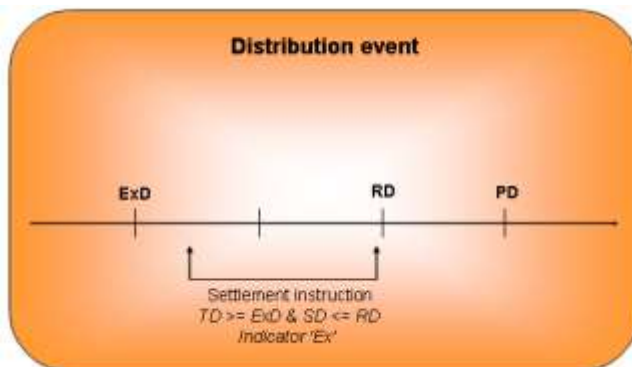 Distribution event
ExD RD PD
Settlement instruction
TD >= ExD & SD <= RD
Indicator 'Ex'